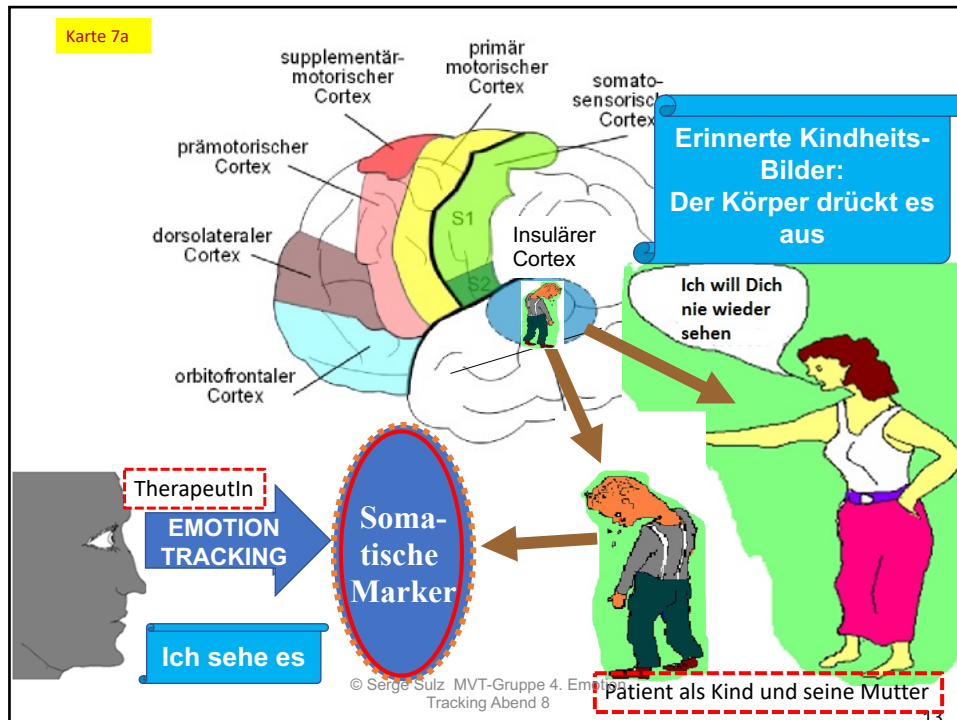 Karte 7a
supplementär-
motorischer
Cortex
primär
motorischer
Cortex
somato-
sensorisch
Cortex
prämotorischer
Cortex
dorsolateraler
Cortex
orbitofrontaler
Cortex
S1
S2
Insulärer
Cortex
Erinnerte Kindheits-
Bilder:
Der Körper drückt es
aus
Ich will Dich
nie wieder
sehen
TherapeutIn
EMOTION
TRACKING
Soma-
tische
Marker
Ich sehe es
© Serge Sulz MVT-Gruppe 4. Emotion
Tracking Abend 8
Patient als Kind und seine Mutter
13